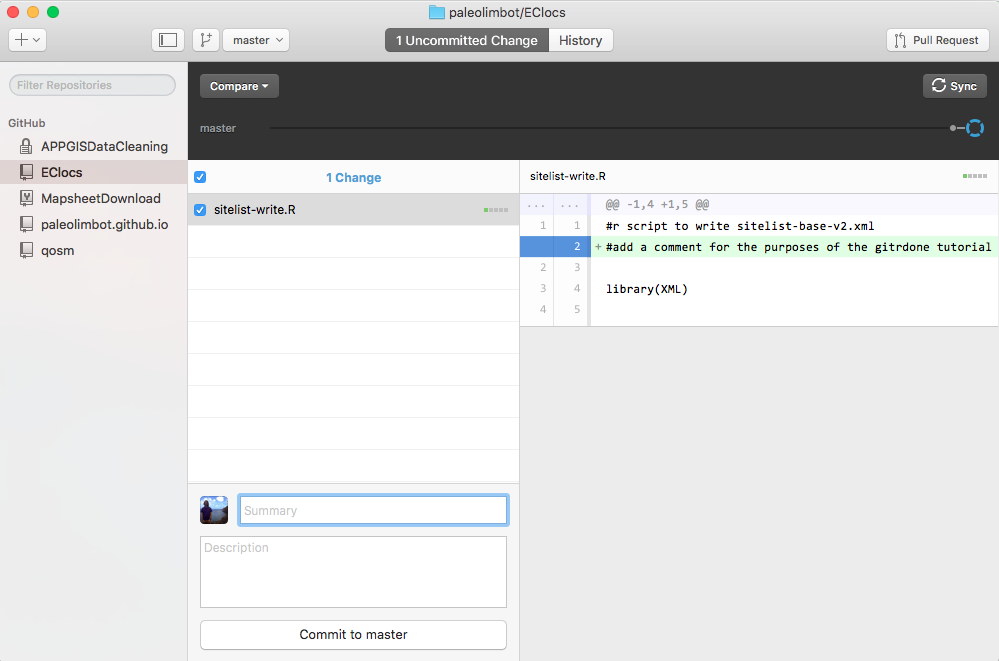 paleolimbot/EClocs
master
1 Uncommitted Change
History
Pull Request
Filter Repositories
GitHub
APPGISDataCleaning
EClocs
MapsheetDownload
paleolimbot.github.io
qosm
Compare
Sync
master
1 Change
sitelist-write.R
Summary
Description
Commit to master
sitelist-write.R
... ... @@ -1,4 +1,5 @@
1 1 #r script to write sitelist-base-v2.xml
2 +#add a comment for the purposes of the gitrdone tutorial
2 3
3 4 library(XML)
4 5